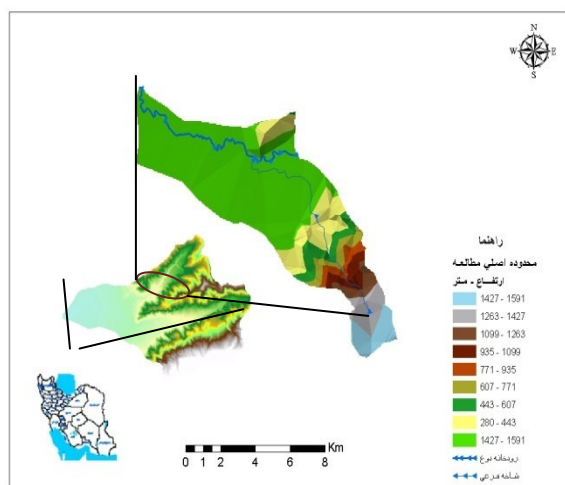 N
W E
S
راهنما
محدوده اصلي مطالعه
ارتفاع - متر
1427 - 1591
1263 - 1427
1099 - 1263
935 - 1099
771 - 935
607 - 771
443 - 607
280 - 443
1427 - 1591
رودخانه دوغ
شاخه فرعي
Km
0 1 2 4 6 8